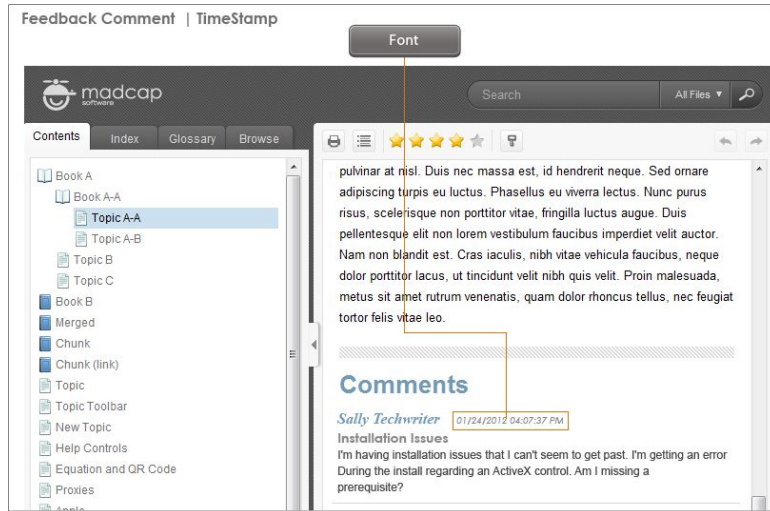 Feedback Comment | TimeStamp
Font
madcap
software
Search
All Files ▼
Contents
Index
Glossary
Browse
Book A
Book A-A
Topic A-A
Topic A-B
Topic B
Topic C
Book B
Merged
Chunk
Chunk (link)
Topic
Topic Toolbar
New Topic
Help Controls
Equation and QR Code
Proxies
Apple
pulvinar at nisl. Duis nec massa est, id hendrerit neque. Sed ornare
adipiscing turpis eu luctus. Phasellus eu viverra lectus. Nunc purus
risus, scelerisque non porttitor vitae, fringilla luctus augue. Duis
pellentesque elit non lorem vestibulum faucibus imperdiet velit auctor.
Nam non blandit est. Cras iaculis, nibh vitae vehicula faucibus, neque
dolor porttitor lacus, ut tincidunt velit nibh quis velit. Proin malesuada,
metus sit amet rutrum venenatis, quam dolor rhoncus tellus, nec feugiat
tortor felis vitae leo.
Comments
Sally Techwriter 01/24/2012 04:07:37 PM
Installation Issues
I'm having installation issues that I can't seem to get past. I'm getting an error
During the install regarding an ActiveX control. Am I missing a
prerequisite?